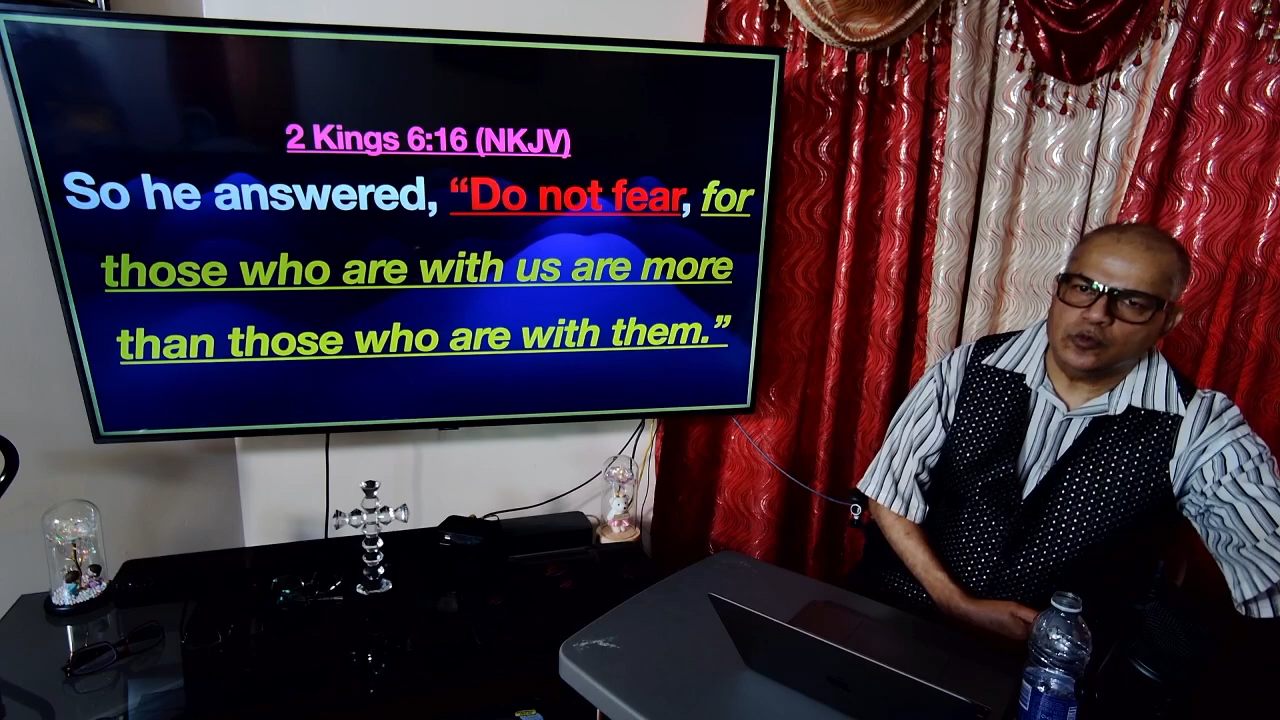 2 Kings 6:16 (NKJV)
So he answered, “Do not fear, for
those who are with us are more
than those who are with them.”